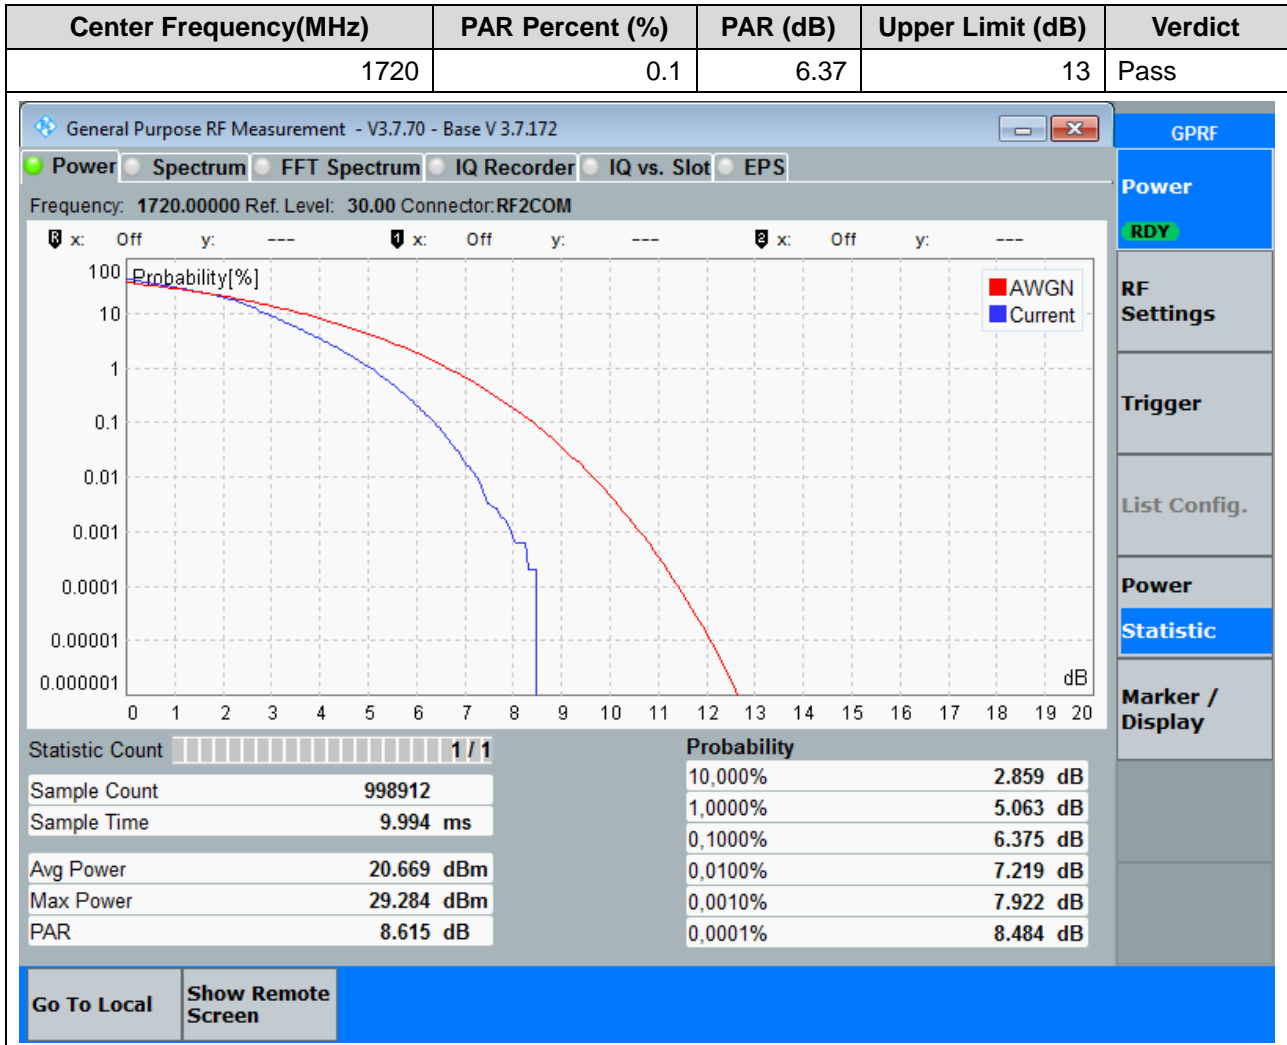 Center Frequency(MHz) PAR Percent (%) PAR (dB) Upper Limit (dB) Verdict
1720 0.1 6.37 13 Pass
General Purpose RF Measurement - V3.7.70 - Base V 3.7.172
GPRF
Power Spectrum FFT Spectrum IQ Recorder IQ vs. Slot EPS
Frequency: 1720.00000 Ref. Level: 30.00 Connector:RF2COM
R x: Off y: --- 1 x: Off y: --- 2 x: Off y: ---
Probability[%]
100
10
1
0.1
0.01
0.001
0.0001
0.00001
0.000001
AWGN
Current
dB
0 1 2 3 4 5 6 7 8 9 10 11 12 13 14 15 16 17 18 19 20
Statistic Count 1 / 1
Sample Count 998912
Sample Time 9.994 ms
Avg Power 20.669 dBm
Max Power 29.284 dBm
PAR 8.615 dB
Probability
10,000% 2.859 dB
1,0000% 5.063 dB
0,1000% 6.375 dB
0,0100% 7.219 dB
0,0010% 7.922 dB
0,0001% 8.484 dB
Power
RDY
RF
Settings
Trigger
List Config.
Power
Statistic
Marker /
Display
Go To Local
Show Remote
Screen